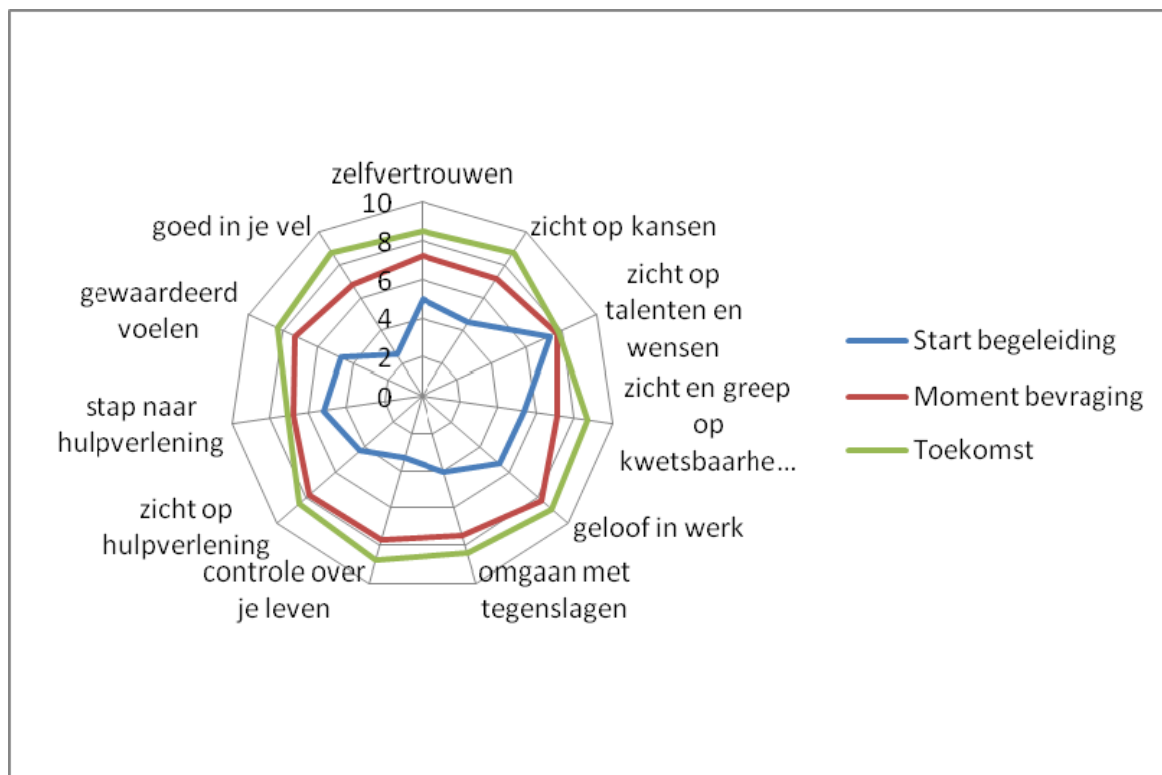 zelfvertrouwen
10
8
6
4
2
0
zicht op kansen
zicht op
talenten en
wensen
zicht en greep
op
kwetsbaarhe...
geloof in werk
omgaan met
tegenslagen
controle over
je leven
zicht op
hulpverlening
stap naar
hulpverlening
gewaardeerd
voelen
goed in je vel
Start begeleiding
Moment bevraging
Toekomst